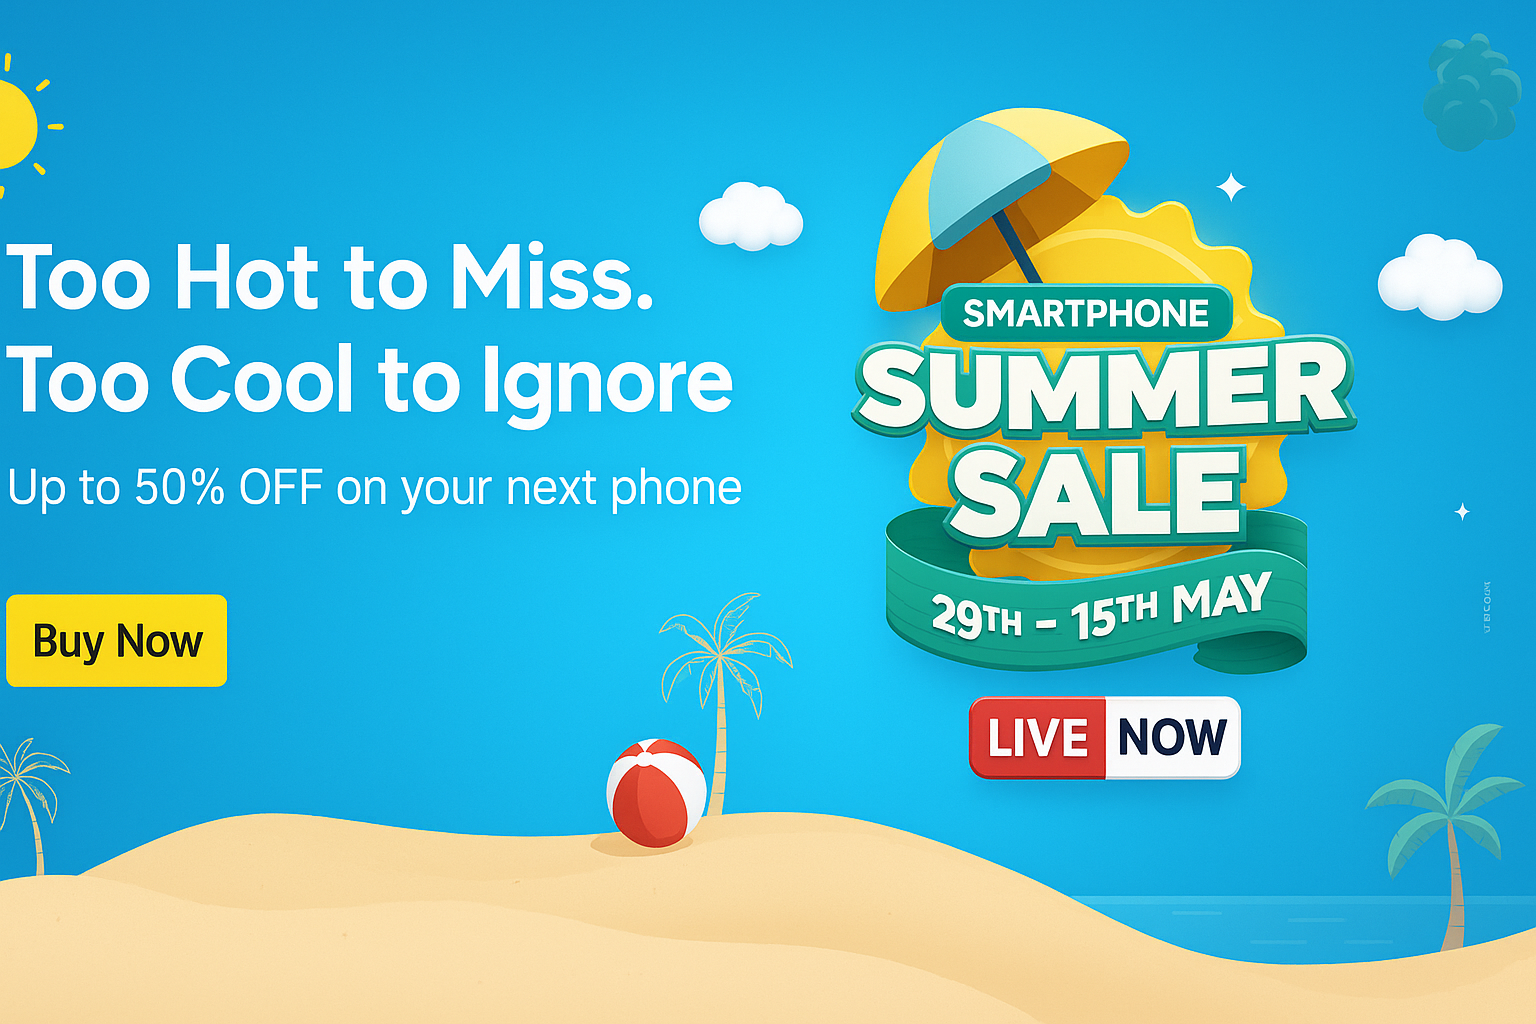 Too Hot to Miss.
Too Cool to Ignore
Up to 50% OFF on your next phone
Buy Now
SMARTPHONE
SUMMER
SALE
29TH – 15TH MAY
LIVE NOW